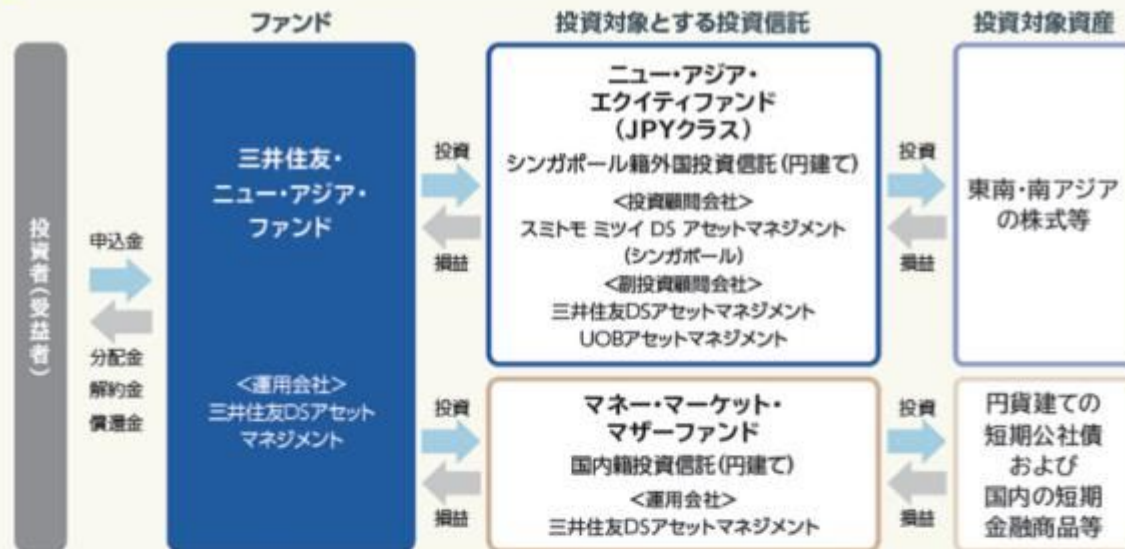 ファンド
投資対象とする投資信託
投資対象資産
投資者(受益者)
申込金
分配金
解約金
償還金
三井住友・
ニュー・アジア・
ファンド
<運用会社>
三井住友DSアセット
マネジメント
投資
損益
ニュー・アジア・
エクイティファンド
(JPYクラス)
シンガポール籍外国投資信託(円建て)
<投資顧問会社>
スミトモ ミツイ DS アセットマネジメント
(シンガポール)
<副投資顧問会社>
三井住友DSアセットマネジメント
UOBアセットマネジメント
投資
損益
東南・南アジア
の株式等
投資
損益
マネー・マーケット・
マザーファンド
国内籍投資信託(円建て)
<運用会社>
三井住友DSアセットマネジメント
投資
損益
円貨建ての
短期公社債
および
国内の短期
金融商品等